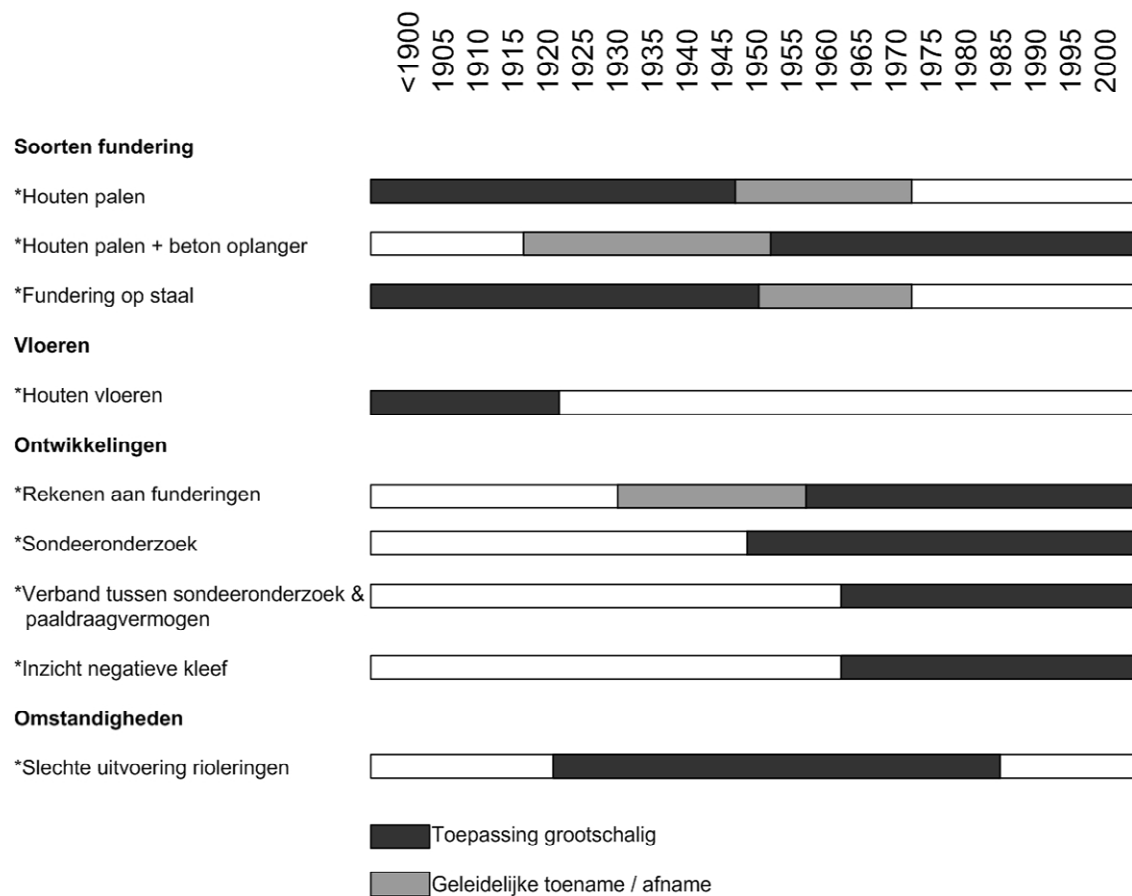 <1900 1905 1910 1915 1920 1925 1930 1935 1940 1945 1950 1955 1960 1965 1970 1975 1980 1985 1990 1995 2000
Soorten fundering
*Houten palen
*Houten palen + beton oplanger
*Fundering op staal
Vloeren
*Houten vloeren
Ontwikkelingen
*Rekenen aan funderingen
*Sondeeronderzoek
*Verband tussen sondeeronderzoek &
paaldraagvermogen
*Inzicht negatieve kleef
Omstandigheden
*Slechte uitvoering rioleringen
Toepassing grootschalig
Geleidelijke toename / afname